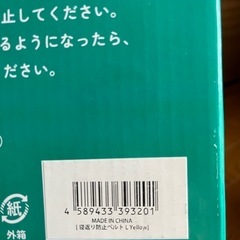 止してください。
るようになったら、
ださい。
)
4 589433 393201
MADE IN CHINA
[ 寝返り防止ベルト L Yellow]
紙
外箱